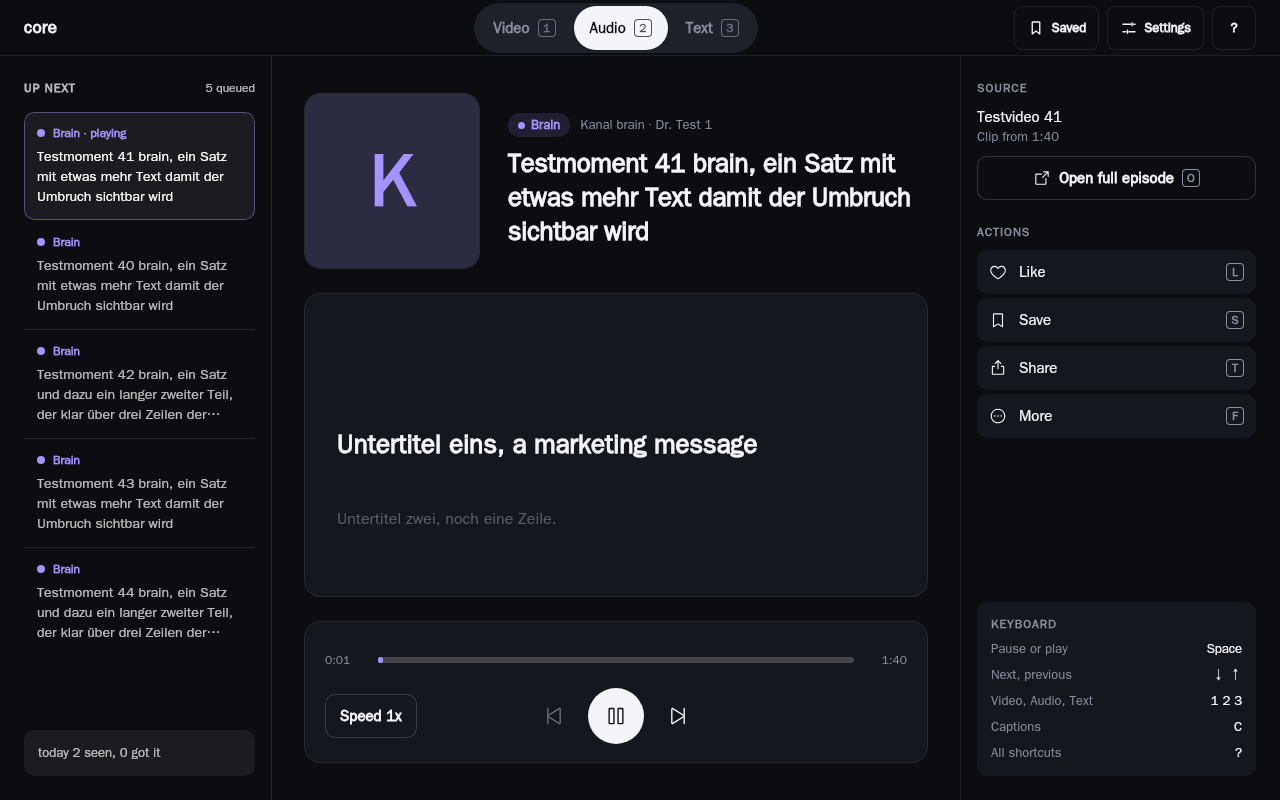 core
Video 1
Audio 2
Text 3
Saved
Settings
?
UP NEXT
5 queued
Brain · playing
Testmoment 41 brain, ein Satz
mit etwas mehr Text damit der
Umbruch sichtbar wird
Brain
Testmoment 40 brain, ein Satz
mit etwas mehr Text damit der
Umbruch sichtbar wird
Brain
Testmoment 42 brain, ein Satz
und dazu ein langer zweiter Teil,
der klar über drei Zeilen der…
Brain
Testmoment 43 brain, ein Satz
mit etwas mehr Text damit der
Umbruch sichtbar wird
Brain
Testmoment 44 brain, ein Satz
und dazu ein langer zweiter Teil,
der klar über drei Zeilen der…
today 2 seen, 0 got it
K
Brain
Kanal brain · Dr. Test 1
Testmoment 41 brain, ein Satz mit
etwas mehr Text damit der Umbruch
sichtbar wird
Untertitel eins, a marketing message
Untertitel zwei, noch eine Zeile.
0:01
1:40
Speed 1x
SOURCE
Testvideo 41
Clip from 1:40
Open full episode O
ACTIONS
Like L
Save S
Share T
More F
KEYBOARD
Pause or play Space
Next, previous ↓ ↑
Video, Audio, Text 1 2 3
Captions C
All shortcuts ?